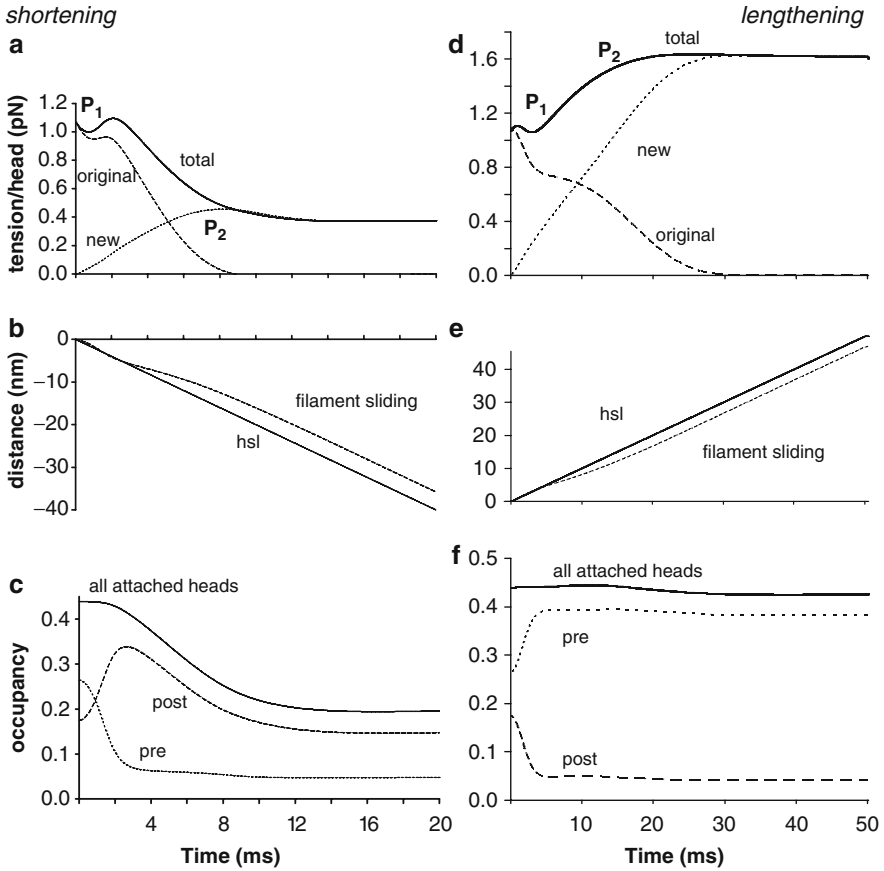 shortening
lengthening
a
tension/head (pN)
1.2
1.0
0.8
0.6
0.4
0.2
0.0
P1
total
original
new
P2
d
1.6
1.2
0.8
0.4
0.0
P1
P2
total
new
original
b
distance (nm)
0
−10
−20
−30
−40
filament sliding
hsl
e
40
30
20
10
0
hsl
filament sliding
c
occupancy
0.4
0.3
0.2
0.1
0.0
all attached heads
post
pre
4 8 12 16 20
Time (ms)
f
0.5
0.4
0.3
0.2
0.1
0.0
all attached heads
pre
post
10 20 30 40 50
Time (ms)